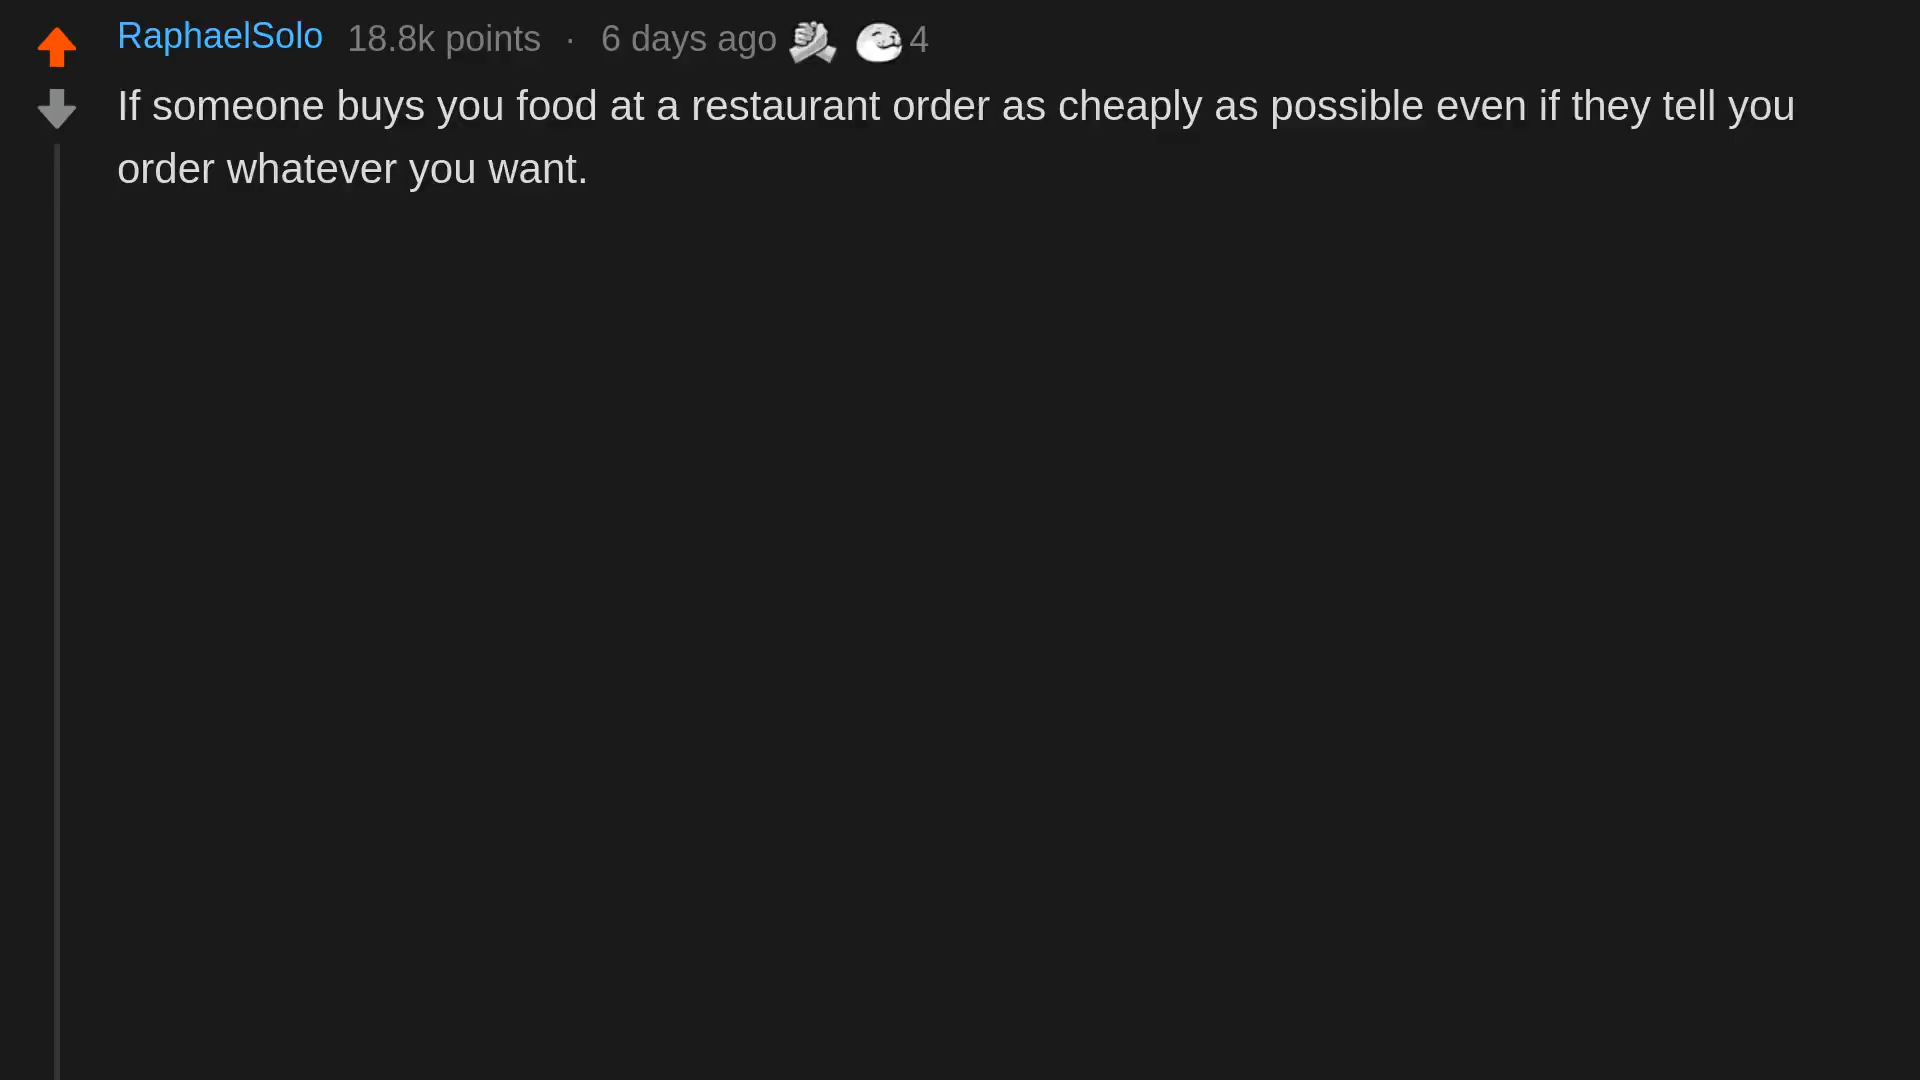 RaphaelSolo 18.8k points · 6 days ago 4
If someone buys you food at a restaurant order as cheaply as possible even if they tell you
order whatever you want.